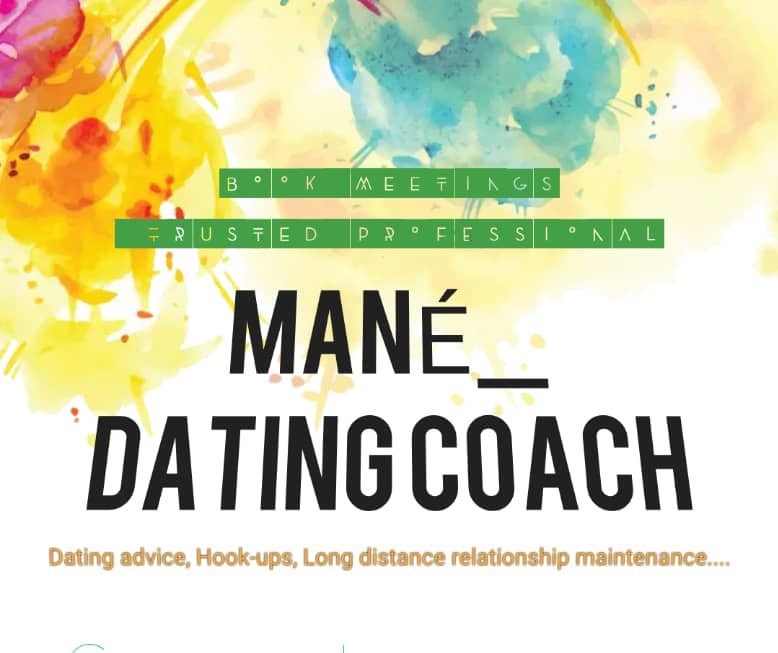 BOOK MEETINGS
TRUSTED PROFESSIONAL
MANÉ_
DATING COACH
Dating advice, Hook-ups, Long distance relationship maintenance....